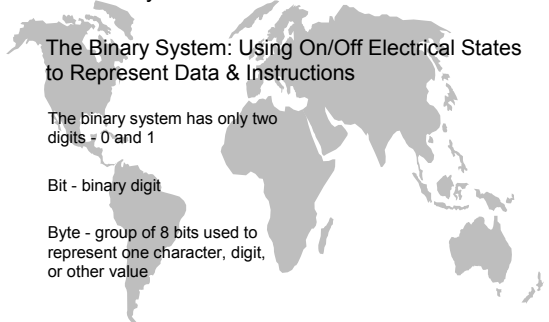 The Binary System: Using On/Off Electrical States
to Represent Data & Instructions
The binary system has only two
digits - 0 and 1
Bit - binary digit
Byte - group of 8 bits used to
represent one character, digit,
or other value